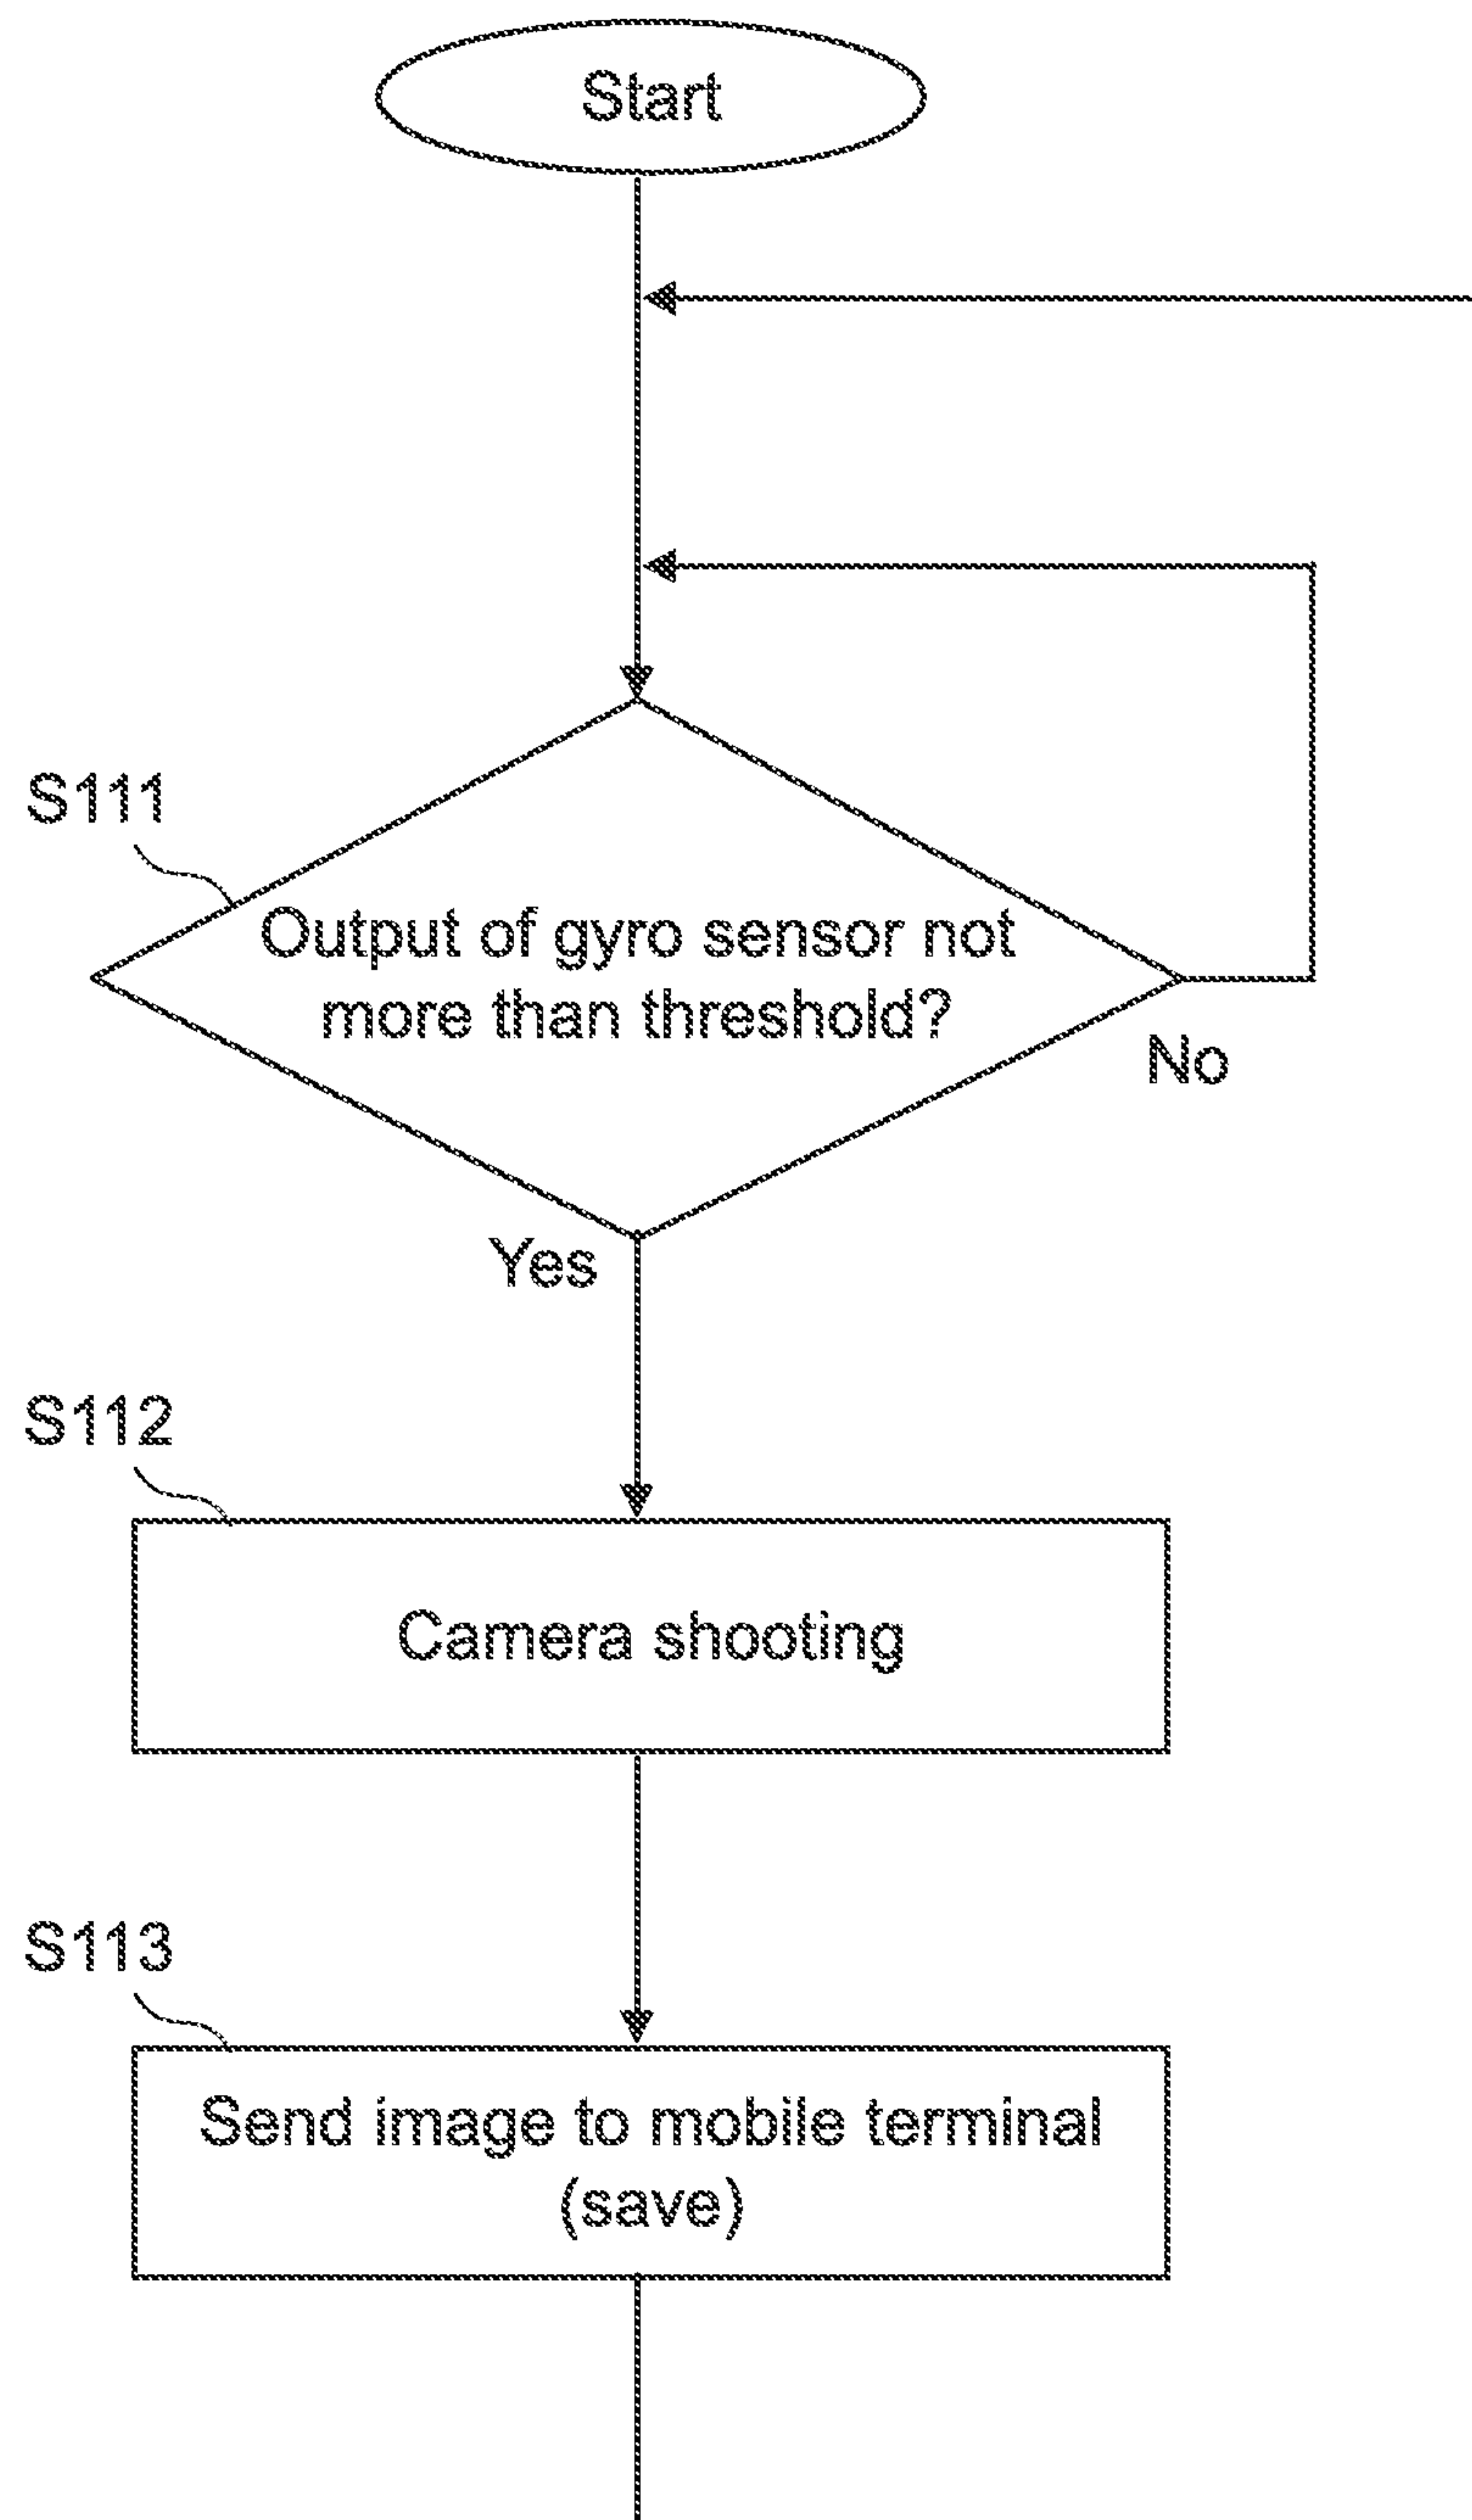 Start
S111
Output of gyro sensor not
more than threshold?
No
Yes
S112
Camera shooting
S113
Send image to mobile terminal
(save)